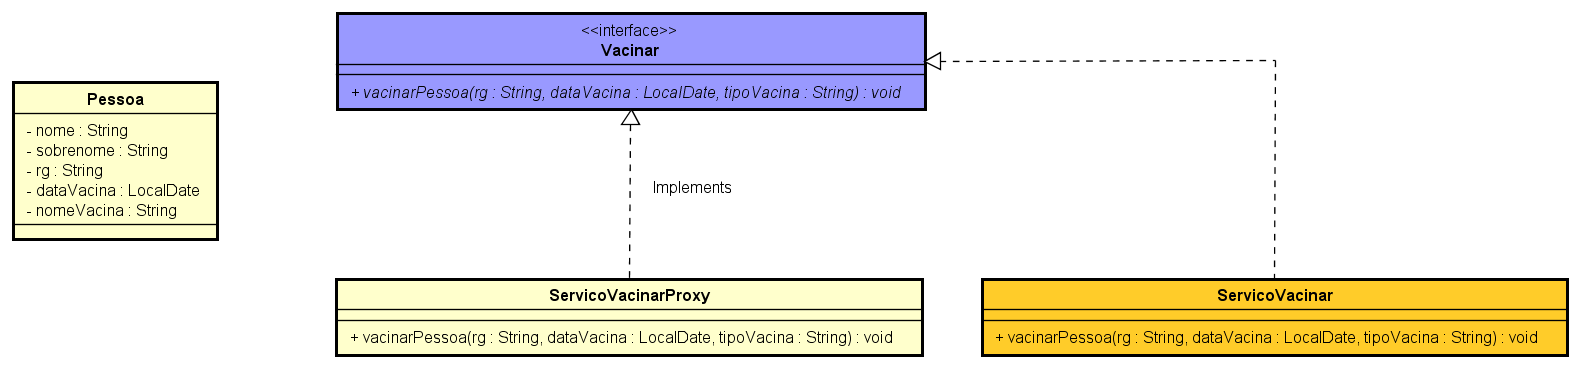 <<interface>>
Vacinar
+ vacinarPessoa(rg : String, dataVacina : LocalDate, tipoVacina : String) : void
Pessoa
- nome : String
- sobrenome : String
- rg : String
- dataVacina : LocalDate
- nomeVacina : String
Implements
ServicoVacinarProxy
+ vacinarPessoa(rg : String, dataVacina : LocalDate, tipoVacina : String) : void
ServicoVacinar
+ vacinarPessoa(rg : String, dataVacina : LocalDate, tipoVacina : String) : void